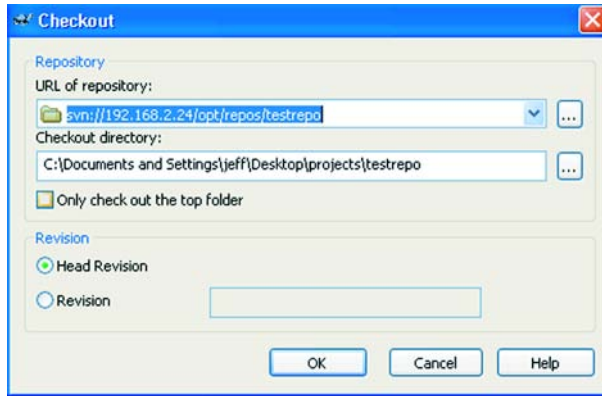 Checkout
Repository
URL of repository:
svn://192.168.2.24/opt/repos/testrepo
...
Checkout directory:
C:\Documents and Settings\jeff\Desktop\projects\testrepo
...
Only check out the top folder
Revision
Head Revision
Revision
OK Cancel Help